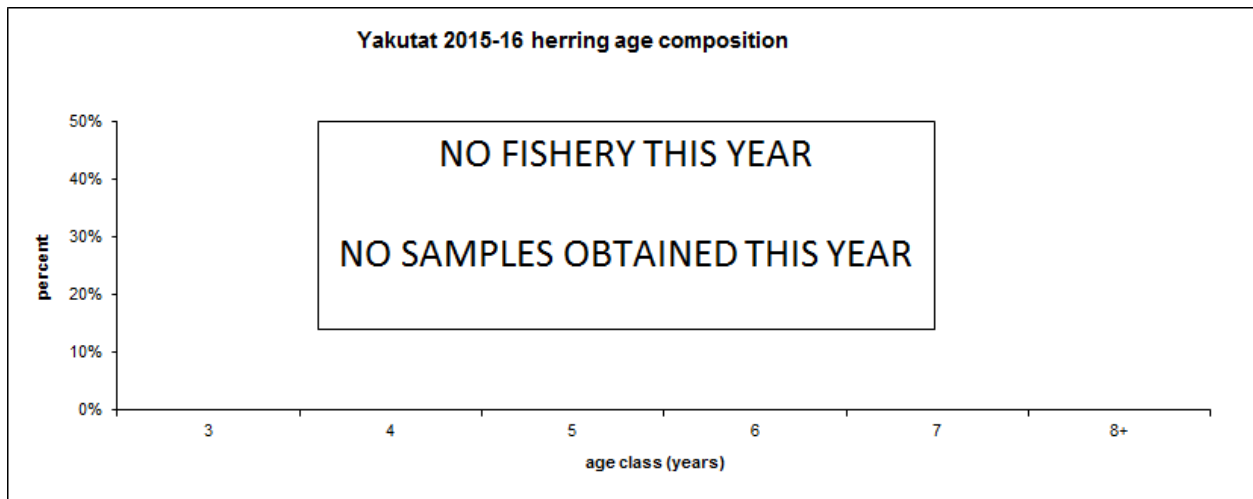 Yakutat 2015-16 herring age composition
50%
NO FISHERY THIS YEAR
40%
30%
NO SAMPLES OBTAINED THIS YEAR
percent
20%
10%
0%
3 4 5 6 7 8+
age class (years)